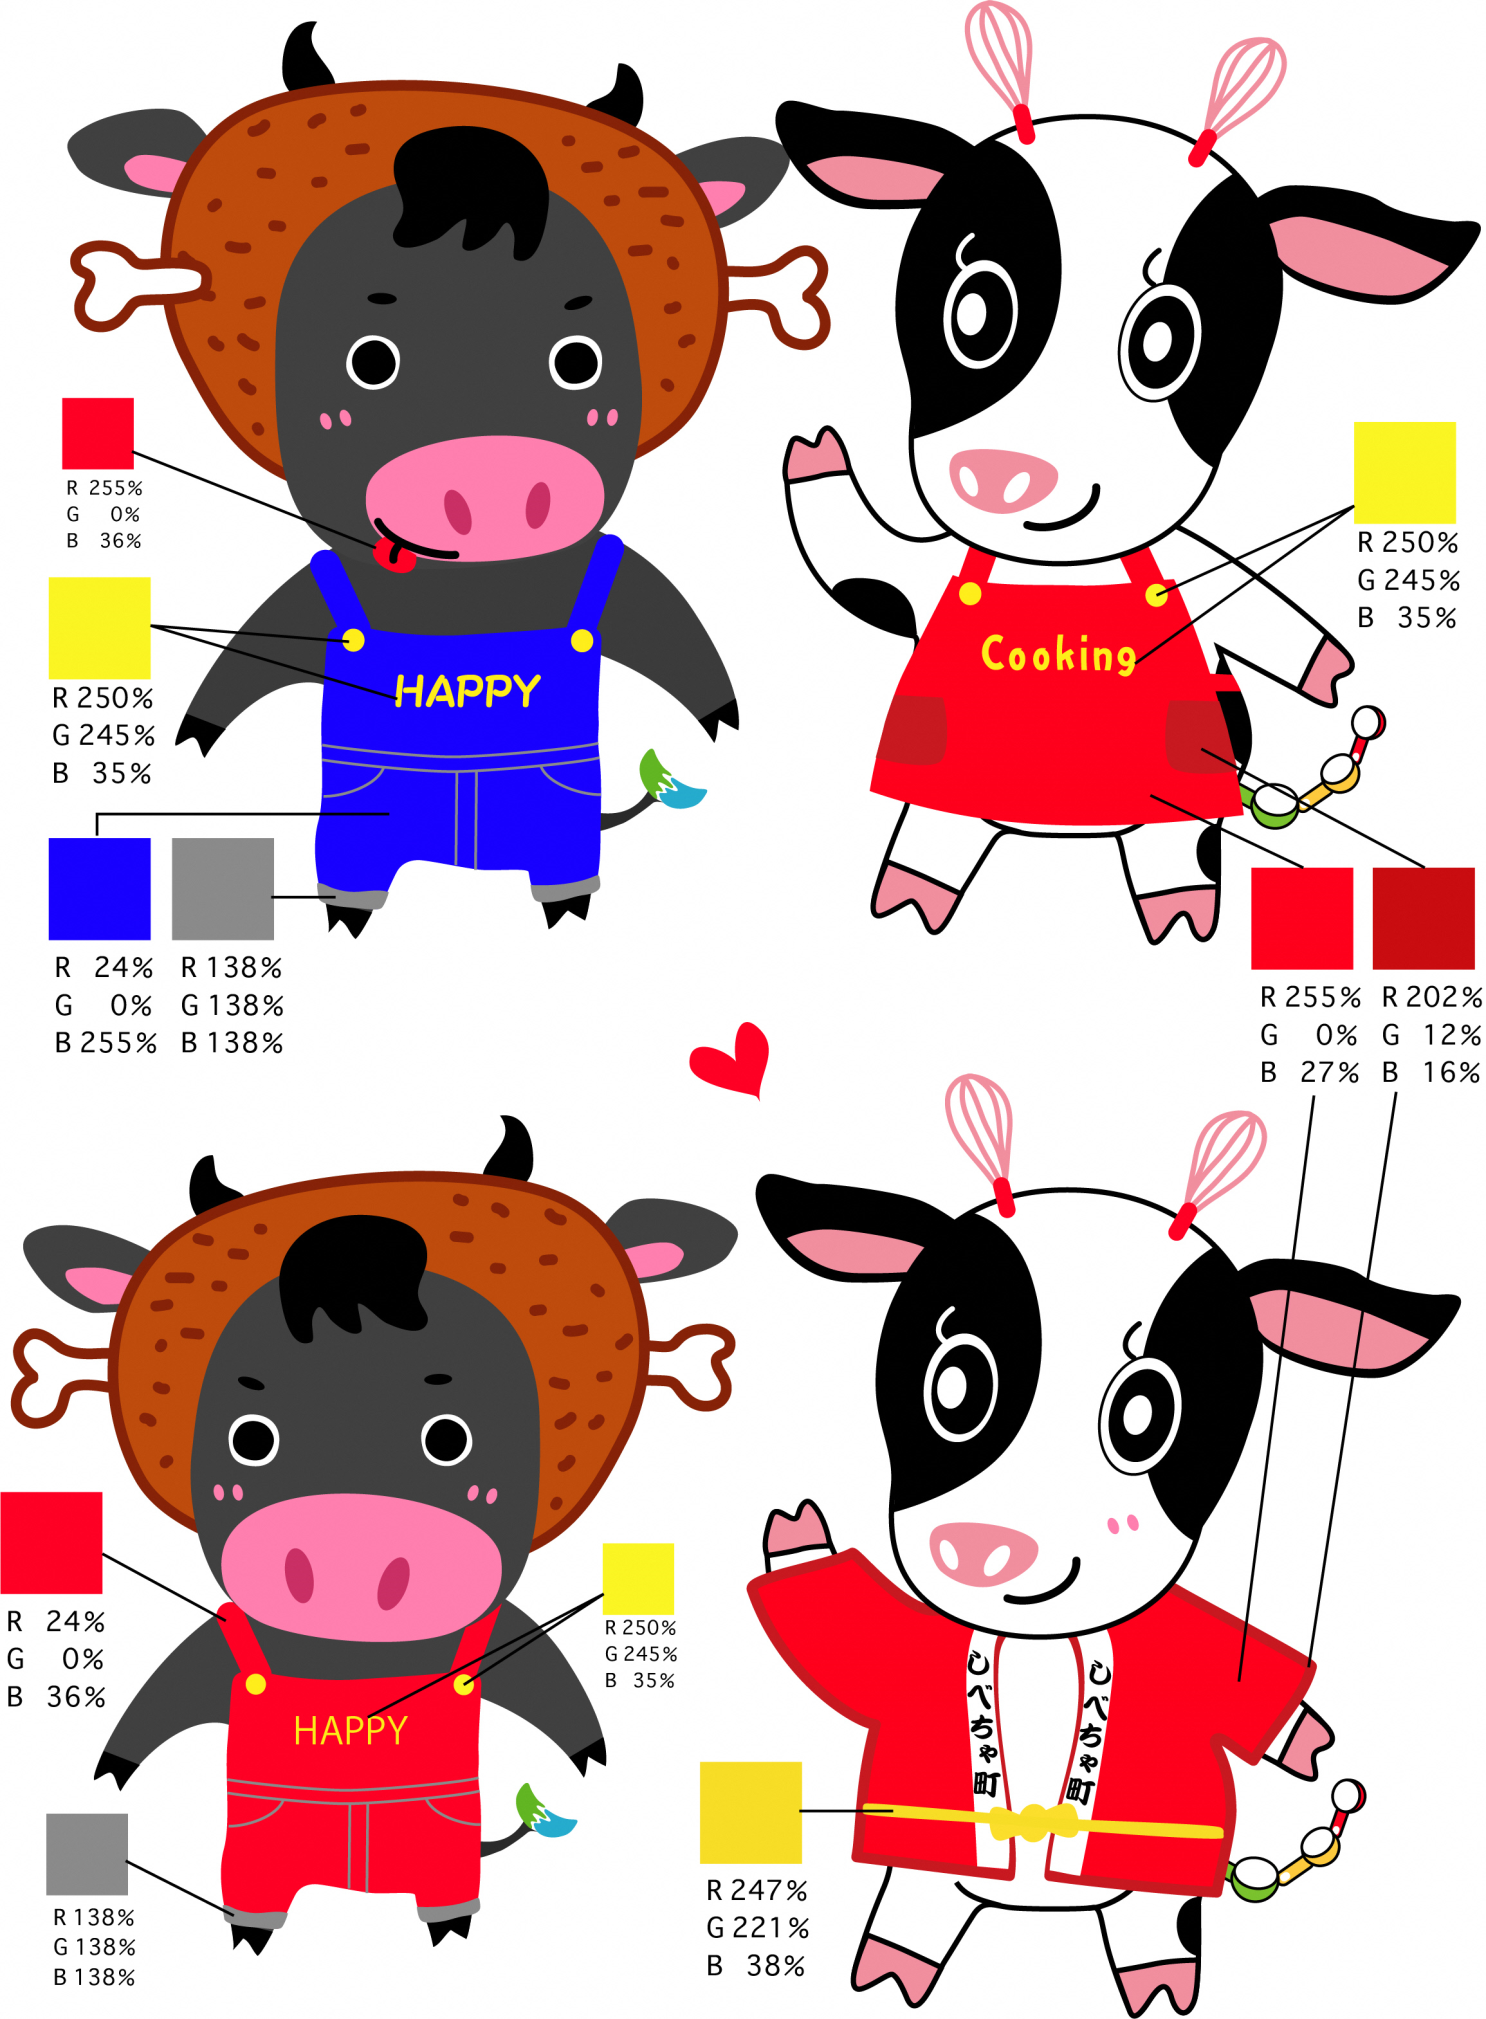 R 255%
G 0%
B 36%
R 250%
G 245%
B 35%
HAPPY
R 24%
G 0%
B 255%
R 138%
G 138%
B 138%
Cooking
R 250%
G 245%
B 35%
R 255%
G 0%
B 27%
R 202%
G 12%
B 16%
R 24%
G 0%
B 36%
HAPPY
R 250%
G 245%
B 35%
R 138%
G 138%
B 138%
しべちゃ町
しべちゃ町
R 247%
G 221%
B 38%